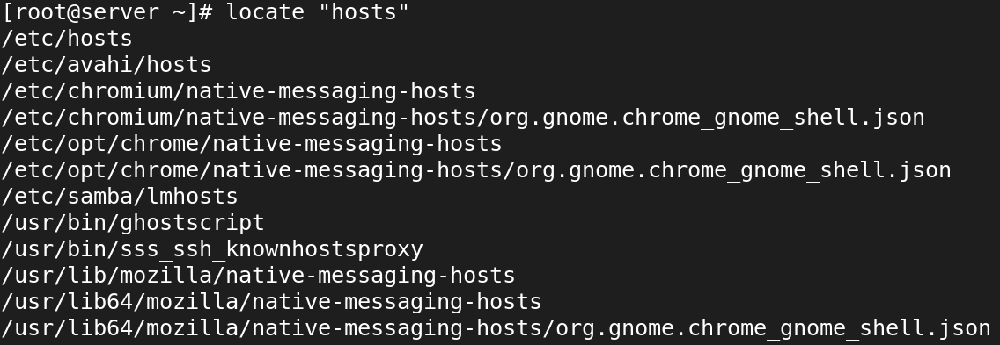 [root@server ~]# locate "hosts"
/etc/hosts
/etc/avahi/hosts
/etc/chromium/native-messaging-hosts
/etc/chromium/native-messaging-hosts/org.gnome.chrome_gnome_shell.json
/etc/opt/chrome/native-messaging-hosts
/etc/opt/chrome/native-messaging-hosts/org.gnome.chrome_gnome_shell.json
/etc/samba/lmhosts
/usr/bin/ghostscript
/usr/bin/sss_ssh_knownhostsproxy
/usr/lib/mozilla/native-messaging-hosts
/usr/lib64/mozilla/native-messaging-hosts
/usr/lib64/mozilla/native-messaging-hosts/org.gnome.chrome_gnome_shell.json